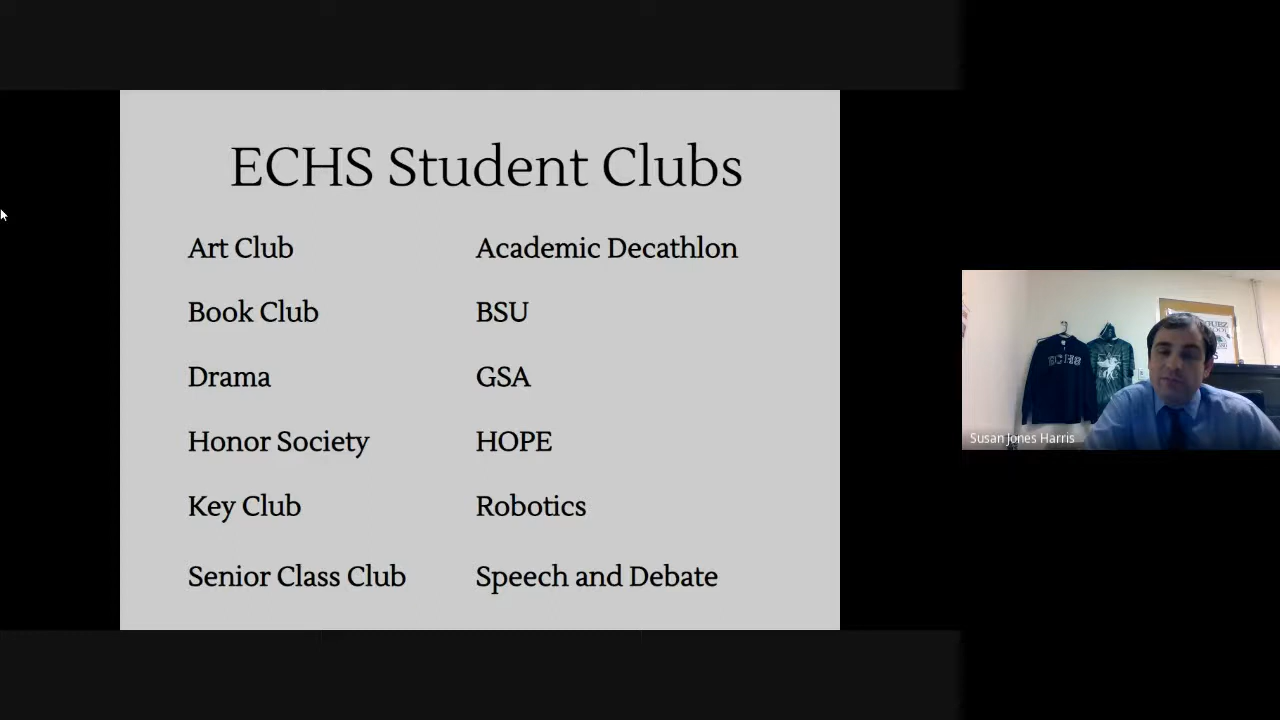 ECHS Student Clubs
Art Club
Book Club
Drama
Honor Society
Key Club
Senior Class Club
Academic Decathlon
BSU
GSA
HOPE
Robotics
Speech and Debate
ECHS
Susan Jones Harris